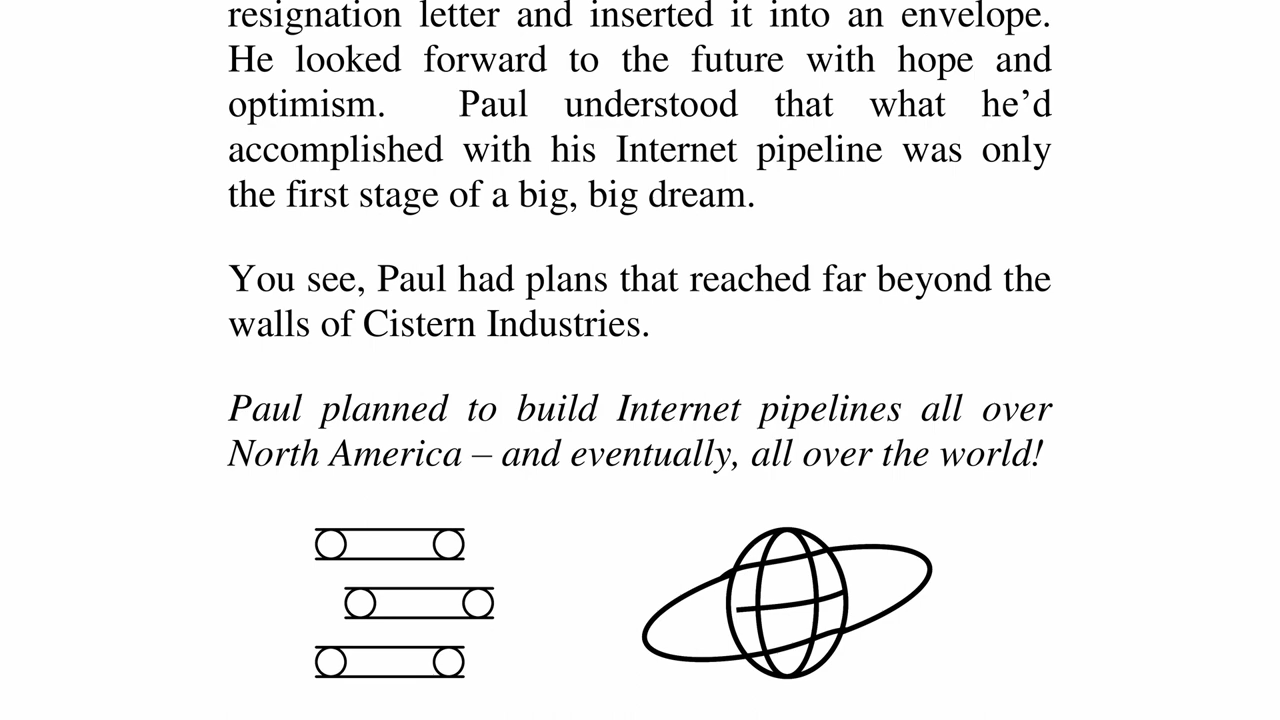 resignation letter and inserted it into an envelope.
He looked forward to the future with hope and
optimism. Paul understood that what he’d
accomplished with his Internet pipeline was only
the first stage of a big, big dream.
You see, Paul had plans that reached far beyond the
walls of Cistern Industries.
Paul planned to build Internet pipelines all over
North America – and eventually, all over the world!